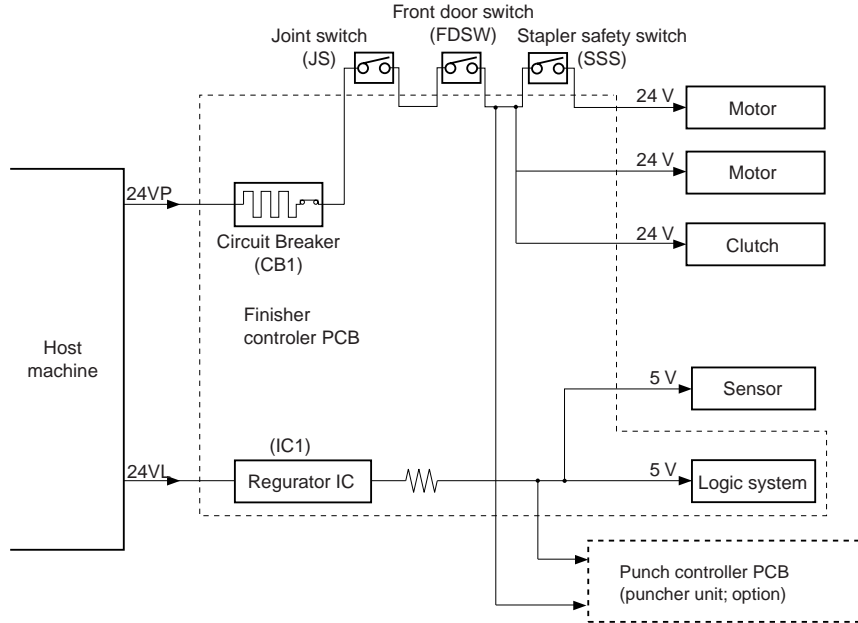 Front door switch
(FDSW)
Joint switch
(JS)
Stapler safety switch
(SSS)
24 V
Motor
24 V
Motor
24VP
24 V
Clutch
Circuit Breaker
(CB1)
Finisher
controler PCB
Host
machine
5 V
Sensor
(IC1)
24VL
Regurator IC
5 V
Logic system
Punch controller PCB
(puncher unit; option)